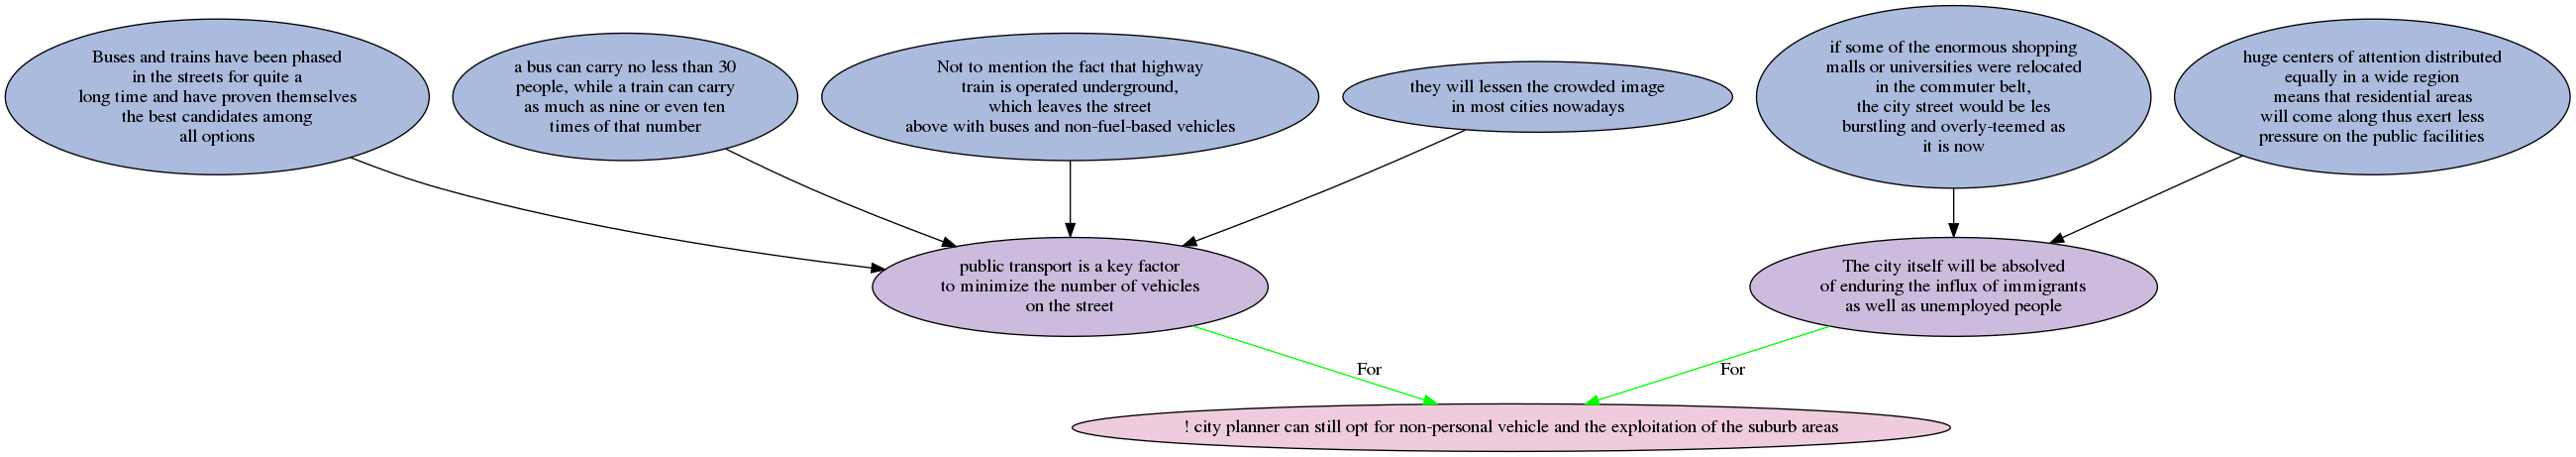 Buses and trains have been phased
in the streets for quite a
long time and have proven themselves
the best candidates among
all options
a bus can carry no less than 30
people, while a train can carry
as much as nine or even ten
times of that number
Not to mention the fact that highway
train is operated underground,
which leaves the street
above with buses and non-fuel-based vehicles
they will lessen the crowded image
in most cities nowadays
if some of the enormous shopping
malls or universities were relocated
in the commuter belt,
the city street would be les
burstling and overly-teemed as
it is now
huge centers of attention distributed
equally in a wide region
means that residential areas
will come along thus exert less
pressure on the public facilities
public transport is a key factor
to minimize the number of vehicles
on the street
The city itself will be absolved
of enduring the influx of immigrants
as well as unemployed people
For
For
! city planner can still opt for non-personal vehicle and the exploitation of the suburb areas